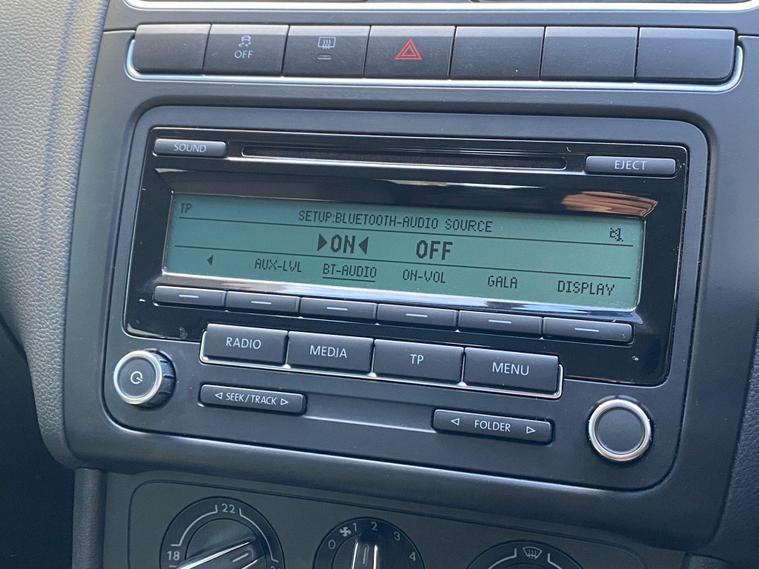 OFF
SOUND
EJECT
TP
SETUP:BLUETOOTH-AUDIO SOURCE
ON OFF
AUX-LVL BT-AUDIO ON-VOL GALA DISPLAY
RADIO MEDIA TP MENU
SEEK/TRACK
FOLDER
22
18
0 1 2 3 4